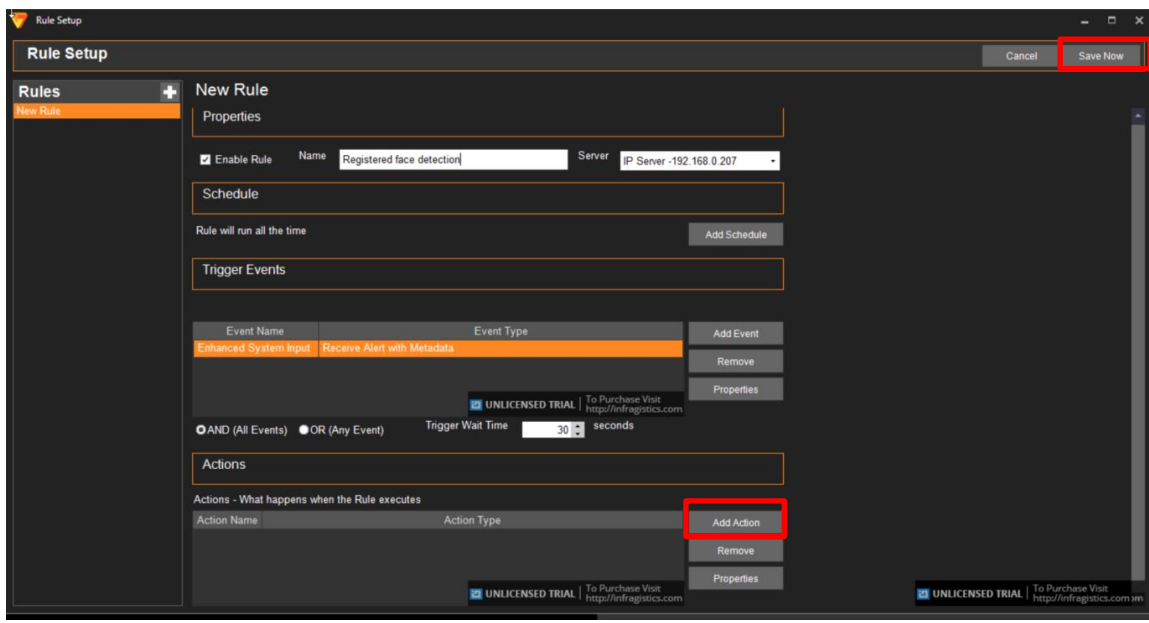 Rule Setup
Rule Setup
Cancel
Save Now
Rules
New Rule
New Rule
Properties
Enable Rule
Name
Registered face detection
Server
IP Server -192.168.0.207
Schedule
Rule will run all the time
Add Schedule
Trigger Events
Event Name
Event Type
Add Event
Enhanced System Input
Receive Alert with Metadata
Remove
Properties
UNLICENSED TRIAL
To Purchase Visit
http://infragistics.com
AND (All Events)
OR (Any Event)
Trigger Wait Time
30
seconds
Actions
Actions - What happens when the Rule executes
Action Name
Action Type
Add Action
Remove
Properties
UNLICENSED TRIAL
To Purchase Visit
http://infragistics.com
UNLICENSED TRIAL
To Purchase Visit
http://infragistics.com